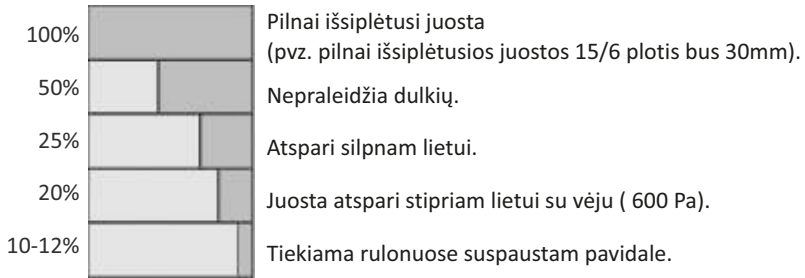 100%
Pilnai išsiplėtusi juosta
(pvz. pilnai išsiplėtusios juostos 15/6 plotis bus 30mm).
50%
Nepraleidžia dulkių.
25%
Atspari silpnam lietui.
20%
Juosta atspari stipriam lietui su vėju ( 600 Pa).
10-12%
Tiekiama rulonuose suspaustam pavidale.